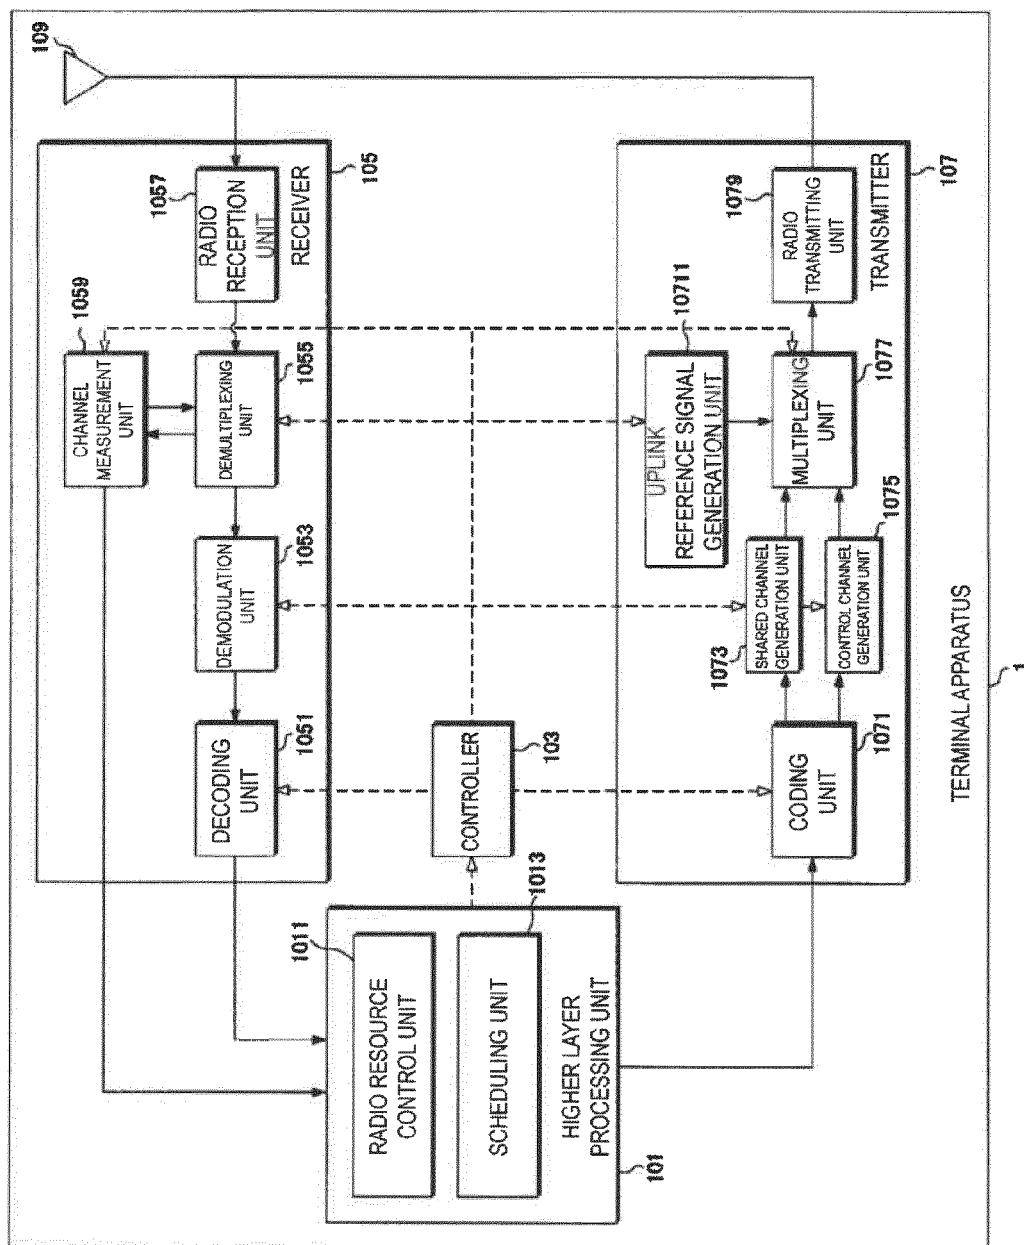 109
1057
RADIO
RECEPTION
UNIT
RECEIVER
105
1059
CHANNEL
MEASUREMENT
UNIT
DEMULTIPLEXING
UNIT
1055
DEMODULATION
UNIT
1053
DECODING
UNIT
1051
CONTROLLER
103
1011
RADIO RESOURCE
CONTROL UNIT
1013
SCHEDULING UNIT
HIGHER LAYER
PROCESSING UNIT
101
1079
RADIO
TRANSMITTING
UNIT
TRANSMITTER
107
10711
UPLINK
REFERENCE SIGNAL
GENERATION UNIT
MULTIPLEXING
UNIT
1077
1073
SHARED CHANNEL
GENERATION UNIT
1075
CONTROL CHANNEL
GENERATION UNIT
CODING
UNIT
1071
TERMINAL APPARATUS
1